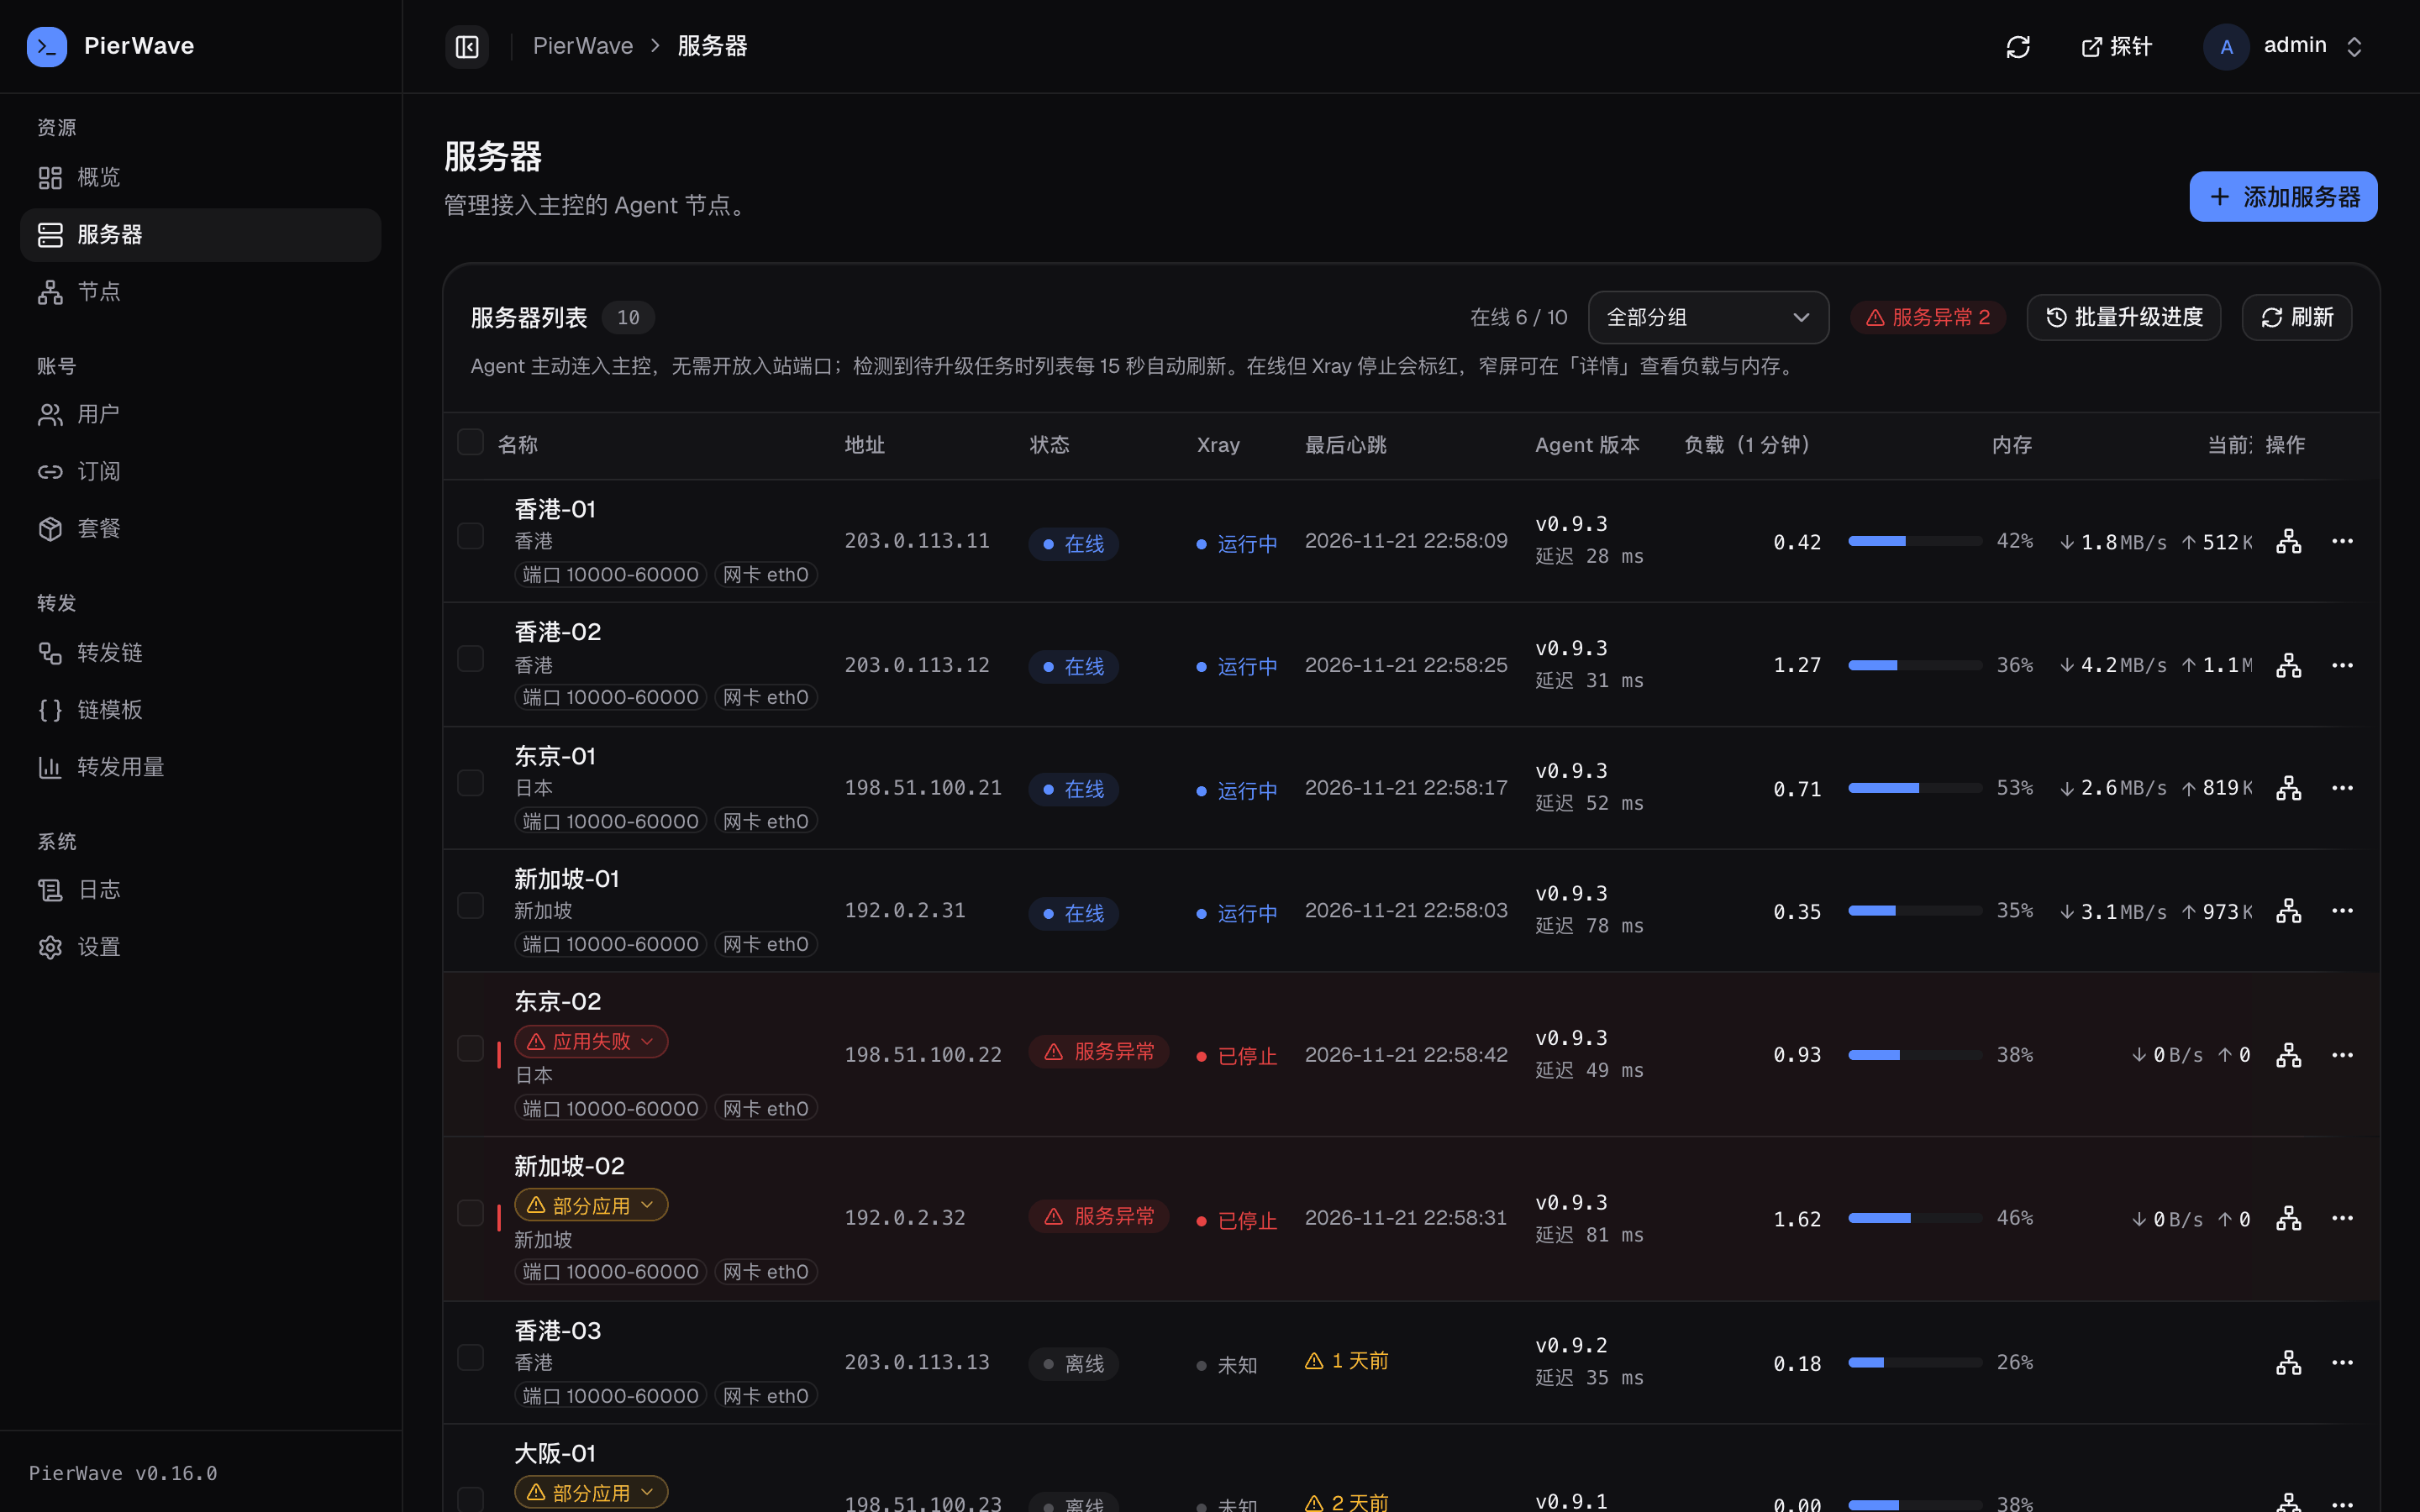 PierWave
PierWave > 服务器
探针
A
admin
资源
概览
服务器
节点
账号
用户
订阅
套餐
转发
转发链
链模板
转发用量
系统
日志
设置
PierWave v0.16.0
服务器
管理接入主控的 Agent 节点。
添加服务器
服务器列表 10
在线 6 / 10
全部分组
服务异常 2
批量升级进度
刷新
Agent 主动连入主控，无需开放入站端口；检测到待升级任务时列表每 15 秒自动刷新。在线但 Xray 停止会标红，窄屏可在「详情」查看负载与内存。
名称 地址 状态 Xray 最后心跳 Agent 版本 负载（1 分钟） 内存 当前 操作
香港-01
香港
端口 10000-60000 网卡 eth0
203.0.113.11 在线 运行中 2026-11-21 22:58:09
v0.9.3
延迟 28 ms
0.42 42% ↓ 1.8MB/s ↑ 512K
香港-02
香港
端口 10000-60000 网卡 eth0
203.0.113.12 在线 运行中 2026-11-21 22:58:25
v0.9.3
延迟 31 ms
1.27 36% ↓ 4.2MB/s ↑ 1.1M
东京-01
日本
端口 10000-60000 网卡 eth0
198.51.100.21 在线 运行中 2026-11-21 22:58:17
v0.9.3
延迟 52 ms
0.71 53% ↓ 2.6MB/s ↑ 819K
新加坡-01
新加坡
端口 10000-60000 网卡 eth0
192.0.2.31 在线 运行中 2026-11-21 22:58:03
v0.9.3
延迟 78 ms
0.35 35% ↓ 3.1MB/s ↑ 973K
东京-02
应用失败
日本
端口 10000-60000 网卡 eth0
198.51.100.22 服务异常 已停止 2026-11-21 22:58:42
v0.9.3
延迟 49 ms
0.93 38% ↓ 0B/s ↑ 0
新加坡-02
部分应用
新加坡
端口 10000-60000 网卡 eth0
192.0.2.32 服务异常 已停止 2026-11-21 22:58:31
v0.9.3
延迟 81 ms
1.62 46% ↓ 0B/s ↑ 0
香港-03
香港
端口 10000-60000 网卡 eth0
203.0.113.13 离线 未知 1 天前
v0.9.2
延迟 35 ms
0.18 26%
大阪-01
部分应用
198.51.100.23 离线 未知 2 天前
v0.9.1
0.00 38%